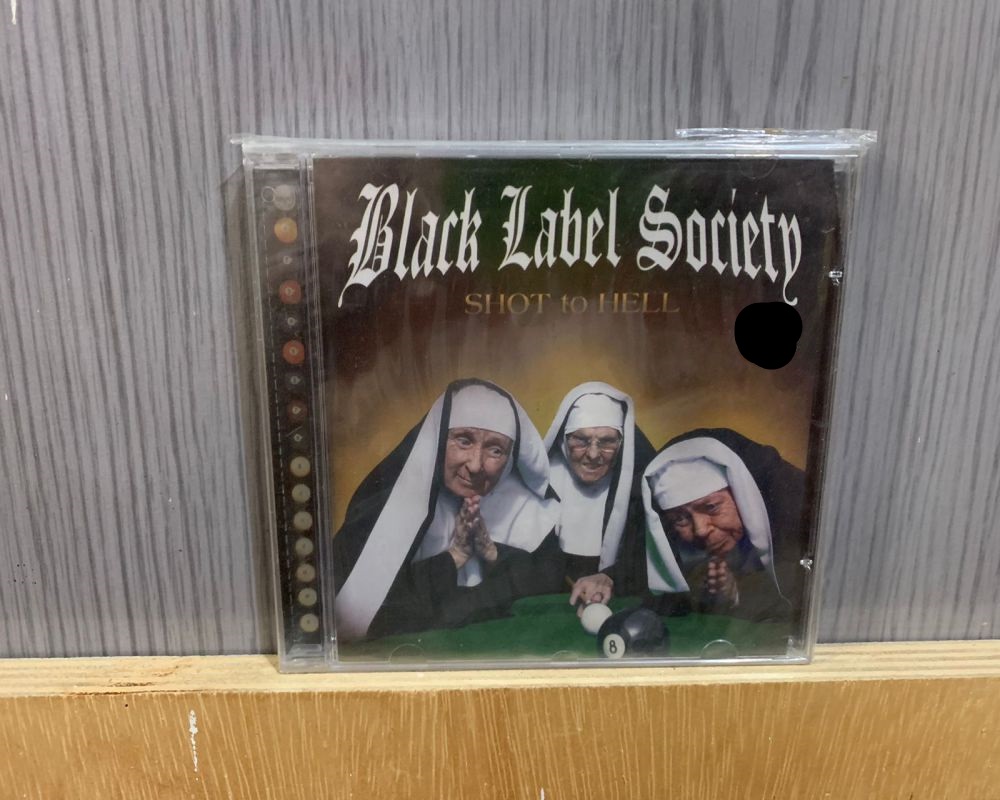 Black Label Society
SHOT to HELL
8